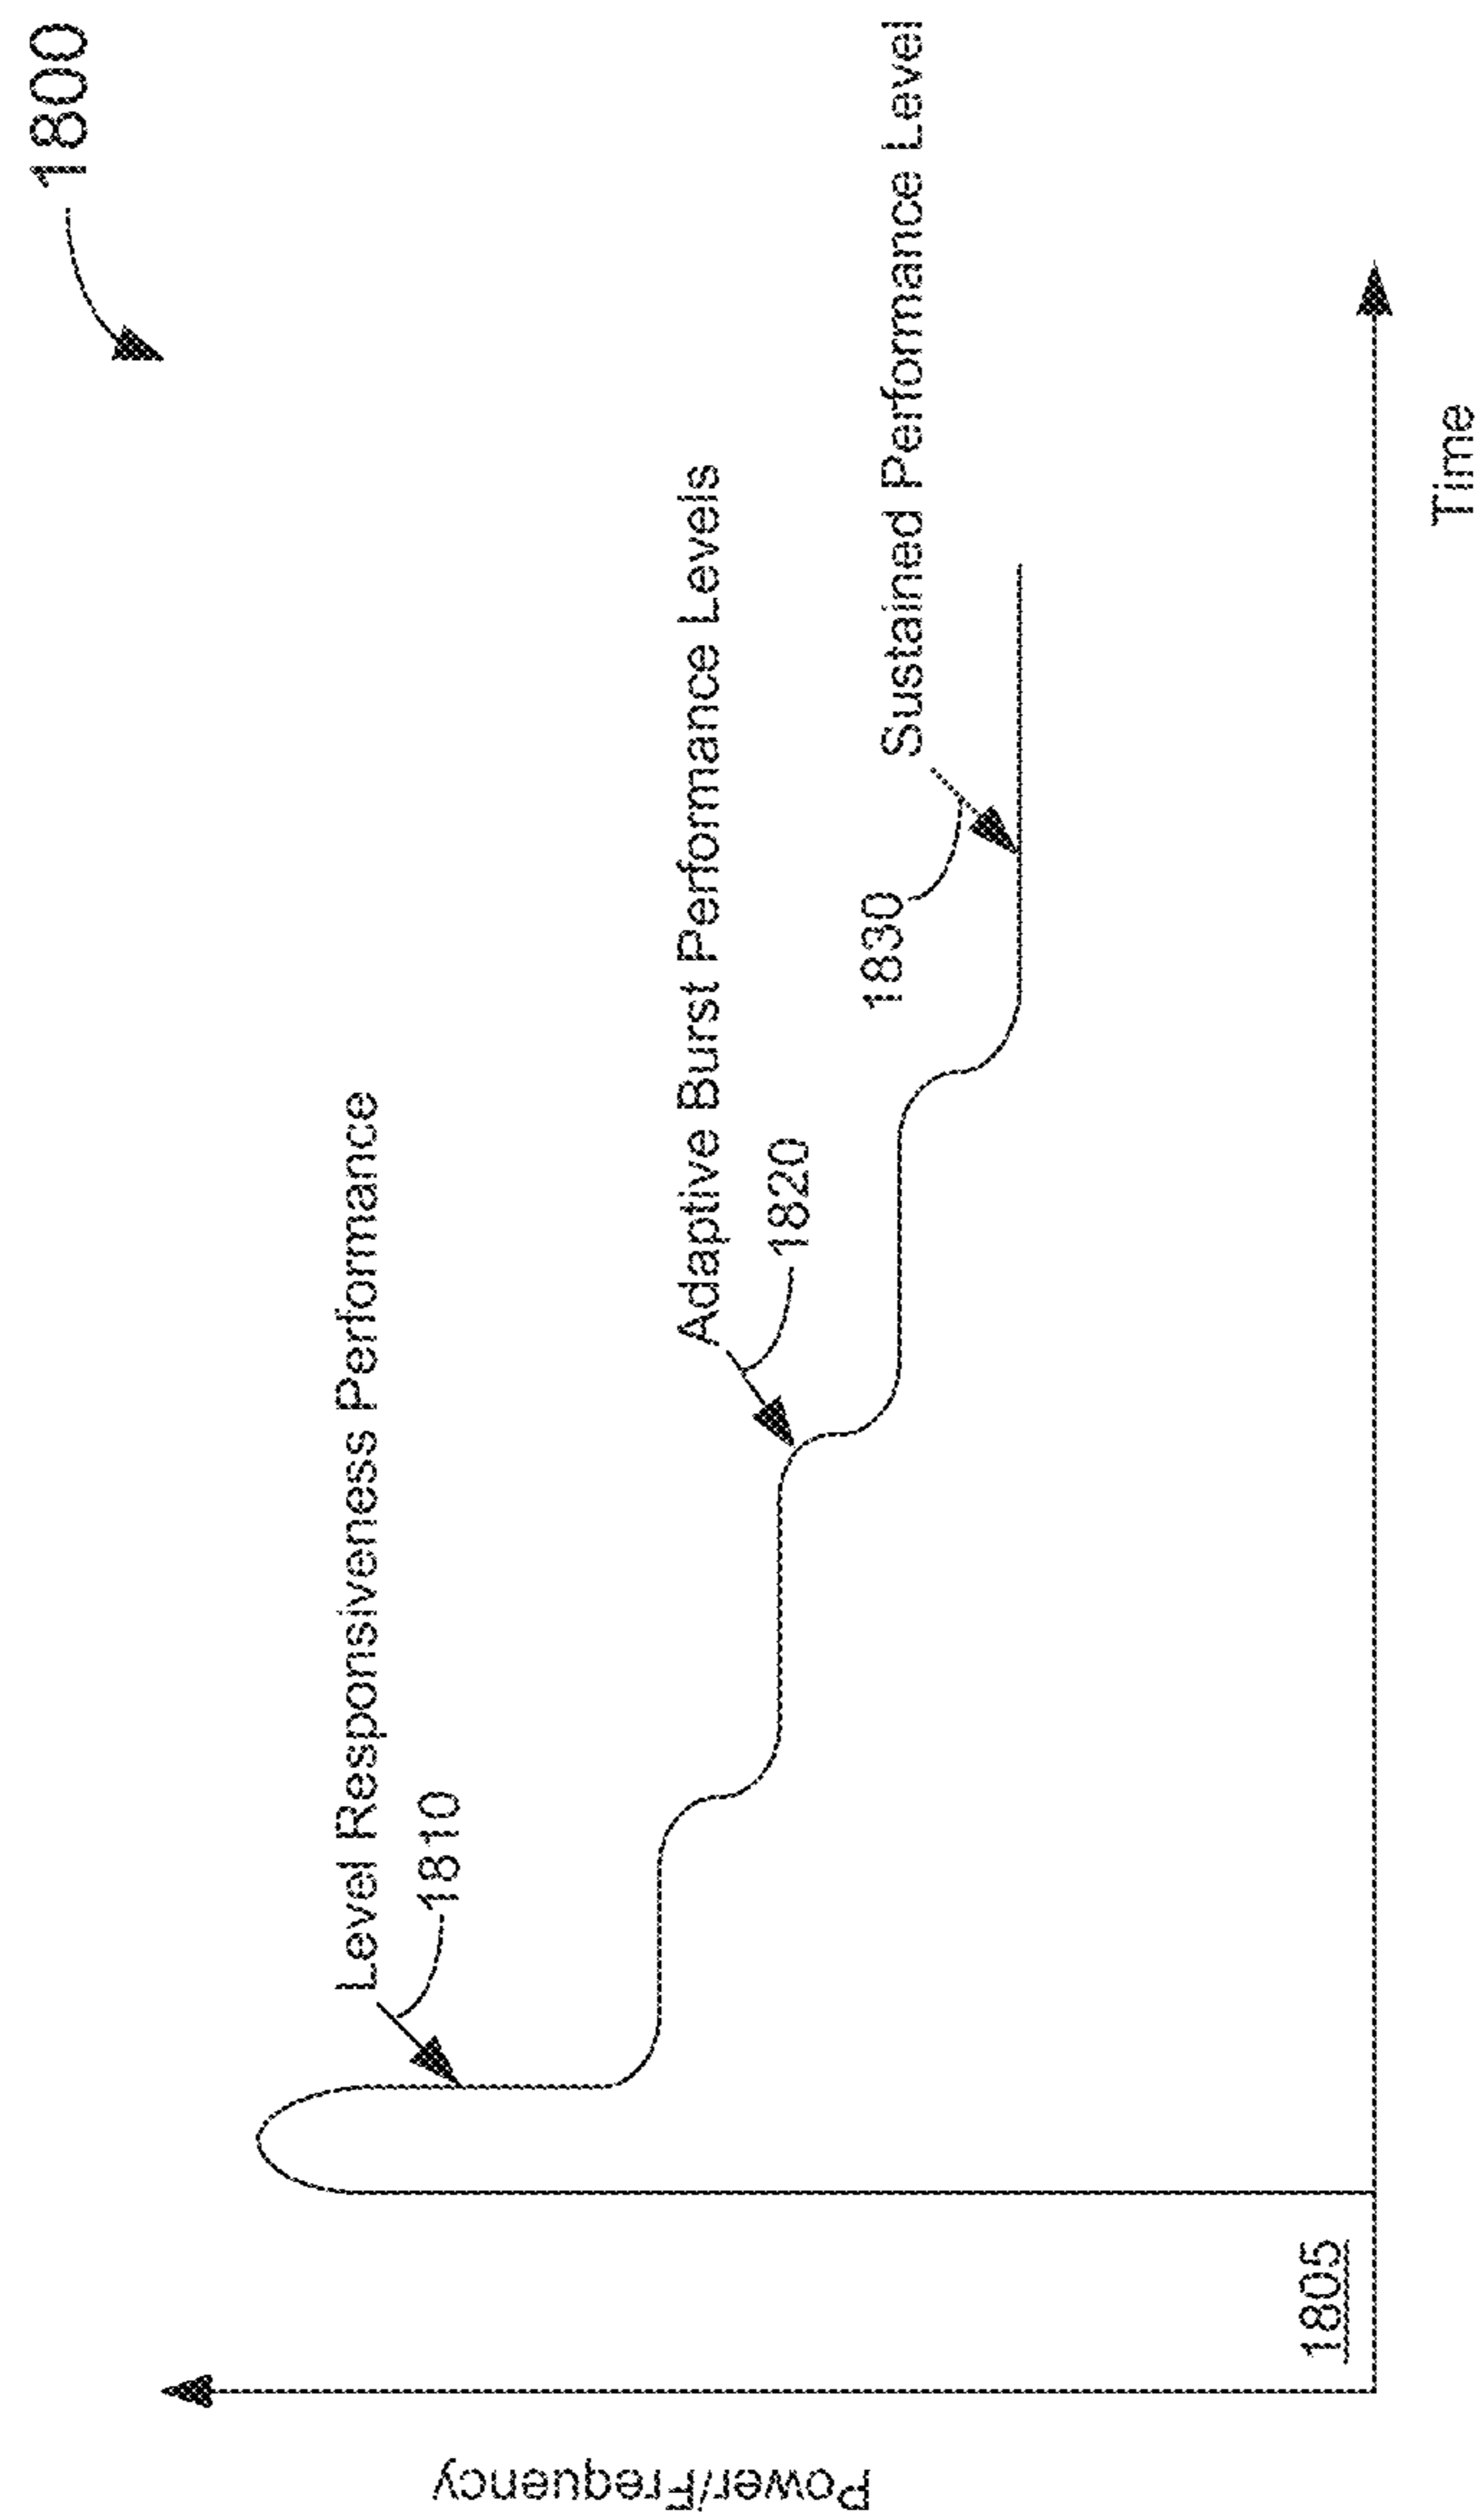 1800
Level Responsiveness Performance
1810
Adaptive Burst Performance Levels
1820
Sustained Performance Level
1830
Power/Frequency
1805
Time